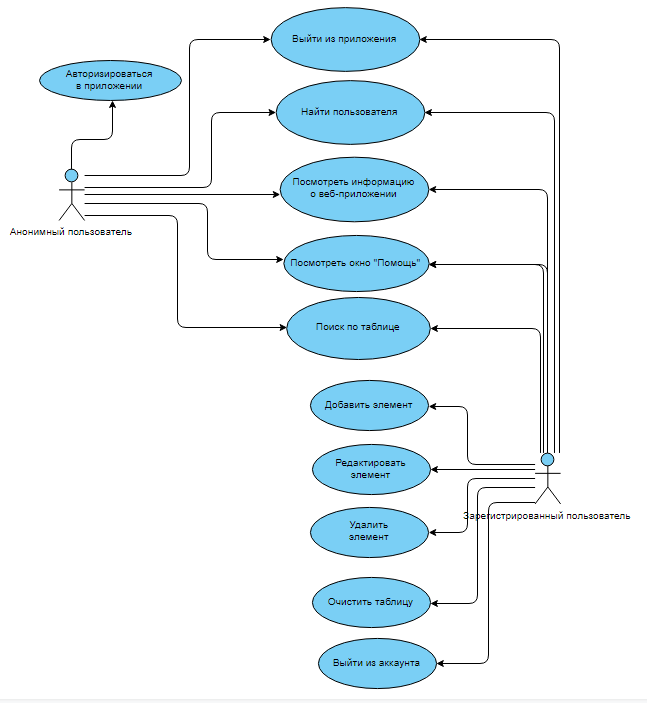 Выйти из приложения
Авторизироваться
в приложении
Найти пользователя
Посмотреть информацию
о веб-приложении
Анонимный пользователь
Посмотреть окно "Помощь"
Поиск по таблице
Добавить элемент
Редактировать
элемент
Зарегистрированный пользователь
Удалить
элемент
Очистить таблицу
Выйти из аккаунта